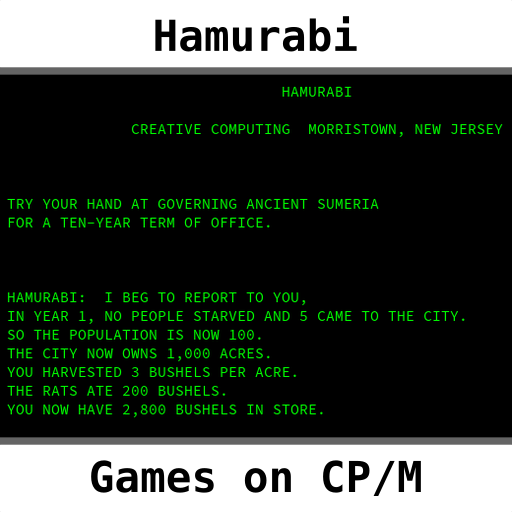 Hamurabi
HAMURABI
CREATIVE COMPUTING  MORRISTOWN, NEW JERSEY
TRY YOUR HAND AT GOVERNING ANCIENT SUMERIA
FOR A TEN-YEAR TERM OF OFFICE.
HAMURABI:  I BEG TO REPORT TO YOU,
IN YEAR 1, NO PEOPLE STARVED AND 5 CAME TO THE CITY.
SO THE POPULATION IS NOW 100.
THE CITY NOW OWNS 1,000 ACRES.
YOU HARVESTED 3 BUSHELS PER ACRE.
THE RATS ATE 200 BUSHELS.
YOU NOW HAVE 2,800 BUSHELS IN STORE.
Games on CP/M